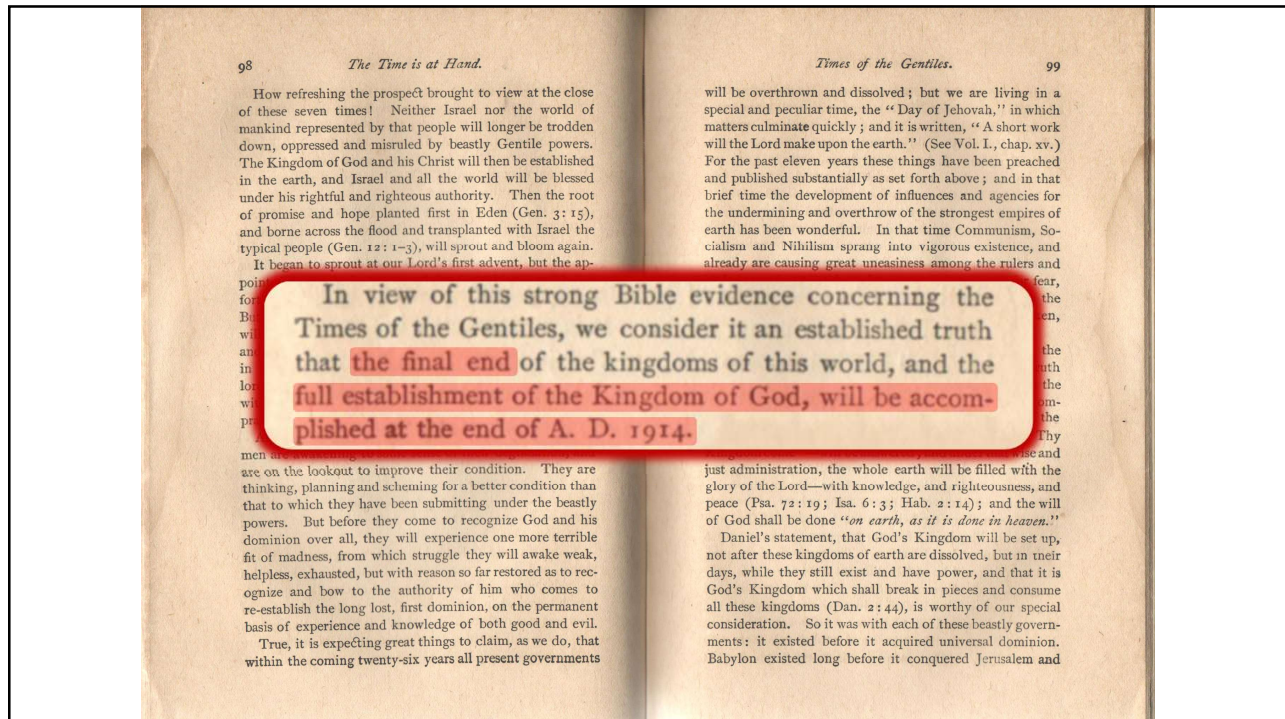 98 The Time is at Hand.
How refreshing the prospect brought to view at the close
of these seven times! Neither Israel nor the world of
mankind represented by that people will longer be trodden
down, oppressed and misruled by beastly Gentile powers.
The Kingdom of God and his Christ will then be established
in the earth, and Israel and all the world will be blessed
under his rightful and righteous authority. Then the root
of promise and hope planted first in Eden (Gen. 3: 15),
and borne across the flood and transplanted with Israel the
typical people (Gen. 12: 1-3), will sprout and bloom again.
It began to sprout at our Lord's first advent, but the ap-
In view of this strong Bible evidence concerning the
Times of the Gentiles, we consider it an established truth
that the final end of the kingdoms of this world, and the
full establishment of the Kingdom of God, will be accom-
plished at the end of A. D. 1914.
men are
are on the lookout to improve their condition. They are
thinking, planning and scheming for a better condition than
that to which they have been submitting under the beastly
powers. But before they come to recognize God and his
dominion over all, they will experience one more terrible
fit of madness, from which struggle they will awake weak,
helpless, exhausted, but with reason so far restored as to rec-
ognize and bow to the authority of him who comes to
re-establish the long lost, first dominion, on the permanent
basis of experience and knowledge of both good and evil.
True, it is expecting great things to claim, as we do, that
within the coming twenty-six years all present governments
Times of the Gentiles. 99
will be overthrown and dissolved; but we are living in a
special and peculiar time, the "Day of Jehovah," in which
matters culminate quickly; and it is written, "A short work
will the Lord make upon the earth." (See Vol. I., chap. xv.)
For the past eleven years these things have been preached
and published substantially as set forth above; and in that
brief time the development of influences and agencies for
the undermining and overthrow of the strongest empires of
earth has been wonderful. In that time Communism, So-
cialism and Nihilism sprang into vigorous existence, and
already are causing great uneasiness among the rulers and
fear,
the
the
the
the
Thy
wise and
just administration, the whole earth will be filled with the
glory of the Lord—with knowledge, and righteousness, and
peace (Psa. 72: 19; Isa. 6: 3; Hab. 2: 14); and the will
of God shall be done "on earth, as it is done in heaven."
Daniel's statement, that God's Kingdom will be set up,
not after these kingdoms of earth are dissolved, but in their
days, while they still exist and have power, and that it is
God's Kingdom which shall break in pieces and consume
all these kingdoms (Dan. 2: 44), is worthy of our special
consideration. So it was with each of these beastly govern-
ments: it existed before it acquired universal dominion.
Babylon existed long before it conquered Jerusalem and